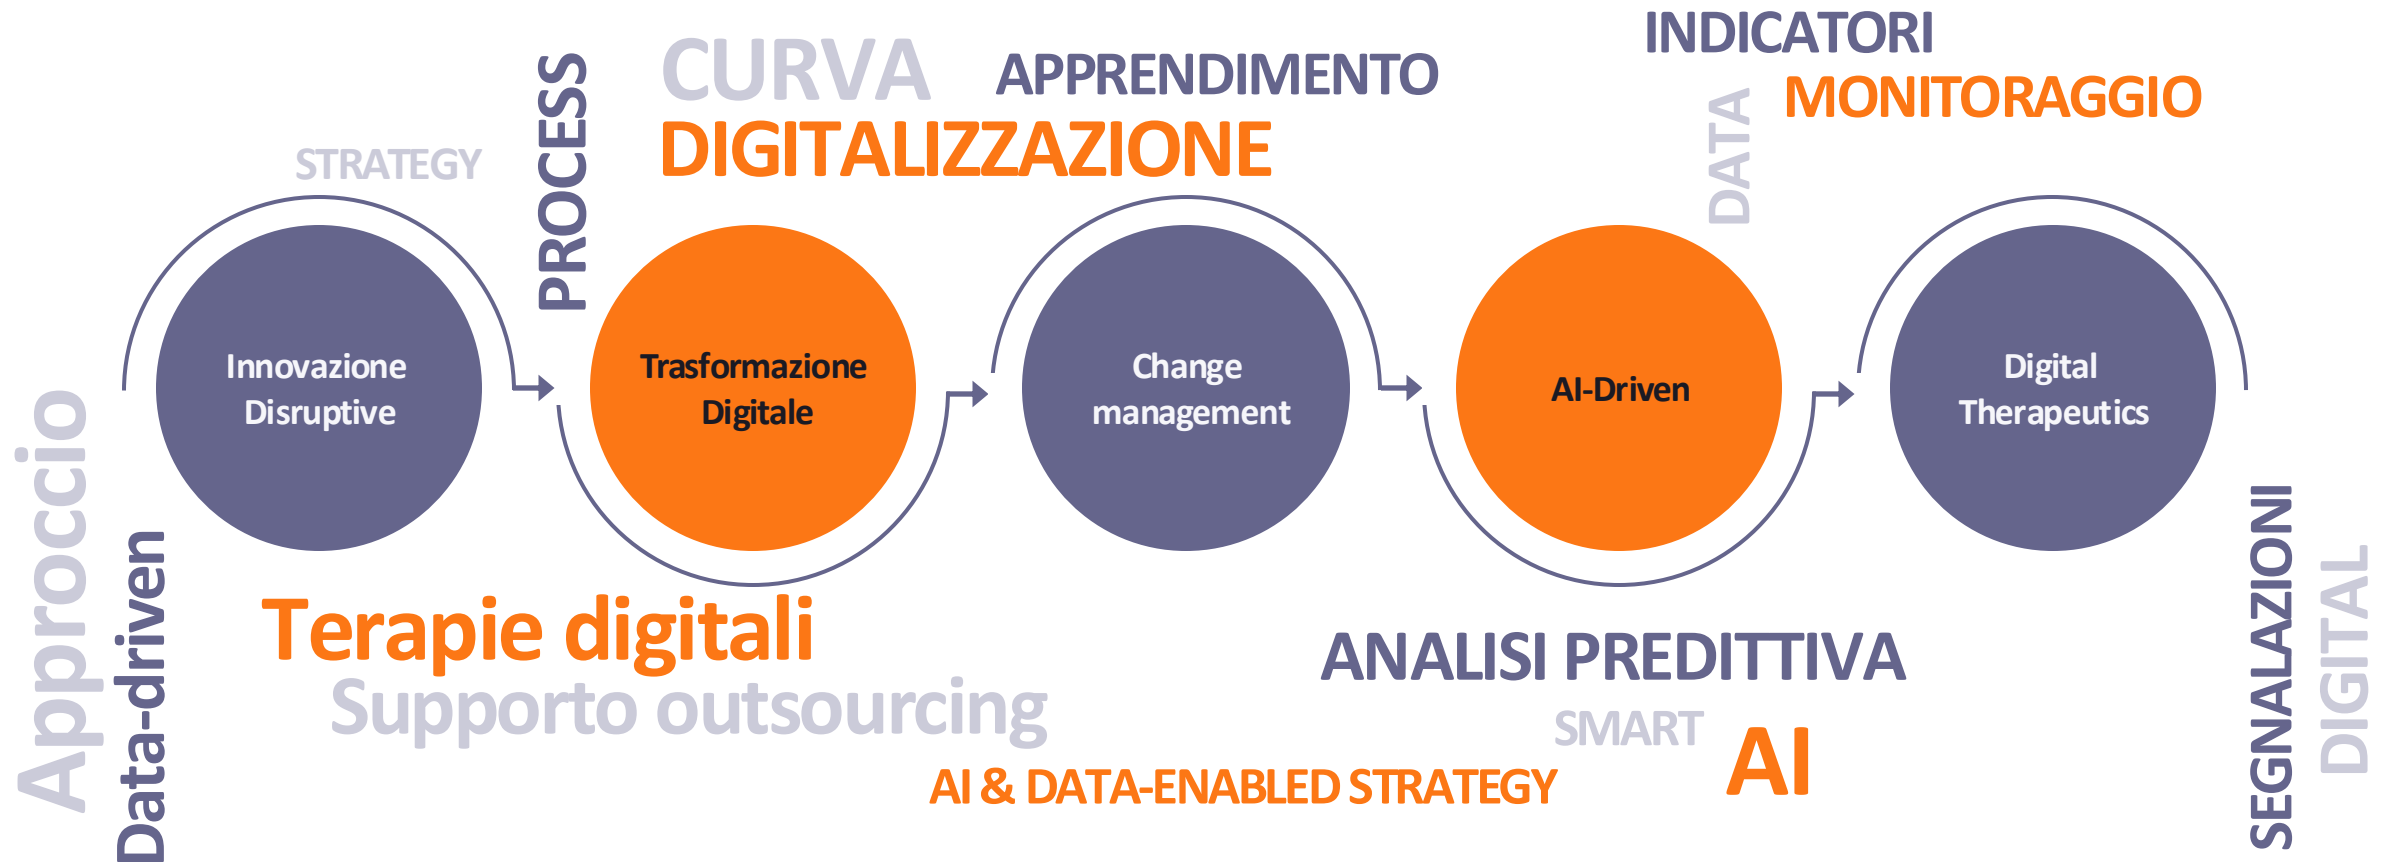 INDICATORI
CURVA APPRENDIMENTO
MONITORAGGIO
DATA
PROCESS
DIGITALIZZAZIONE
STRATEGY
Innovazione
Disruptive
Trasformazione
Digitale
Change
management
AI-Driven
Digital
Therapeutics
Approccio
Data-driven
Terapie digitali
Supporto outsourcing
ANALISI PREDITTIVA
SMART
AI
AI & DATA-ENABLED STRATEGY
SEGNALAZIONI
DIGITAL